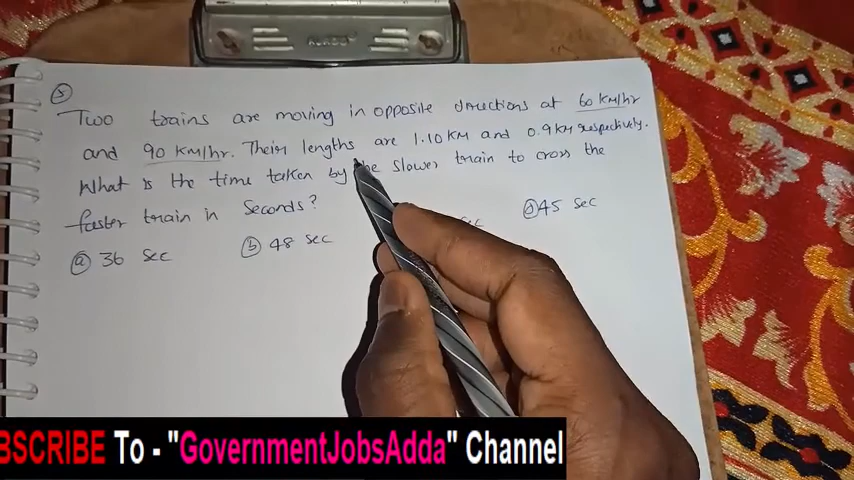 5
Two trains are moving in opposite directions at 60 KM/hr
and 90 KM/hr. Their lengths are 1.10 KM and 0.9 KM respectively.
What is the time taken by the slower train to cross the
faster train in Seconds?
a 36 sec b 48 sec sec d 45 sec
BSCRIBE To - "GovernmentJobsAdda" Channel